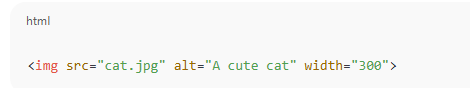 html
<img src="cat.jpg" alt="A cute cat" width="300">